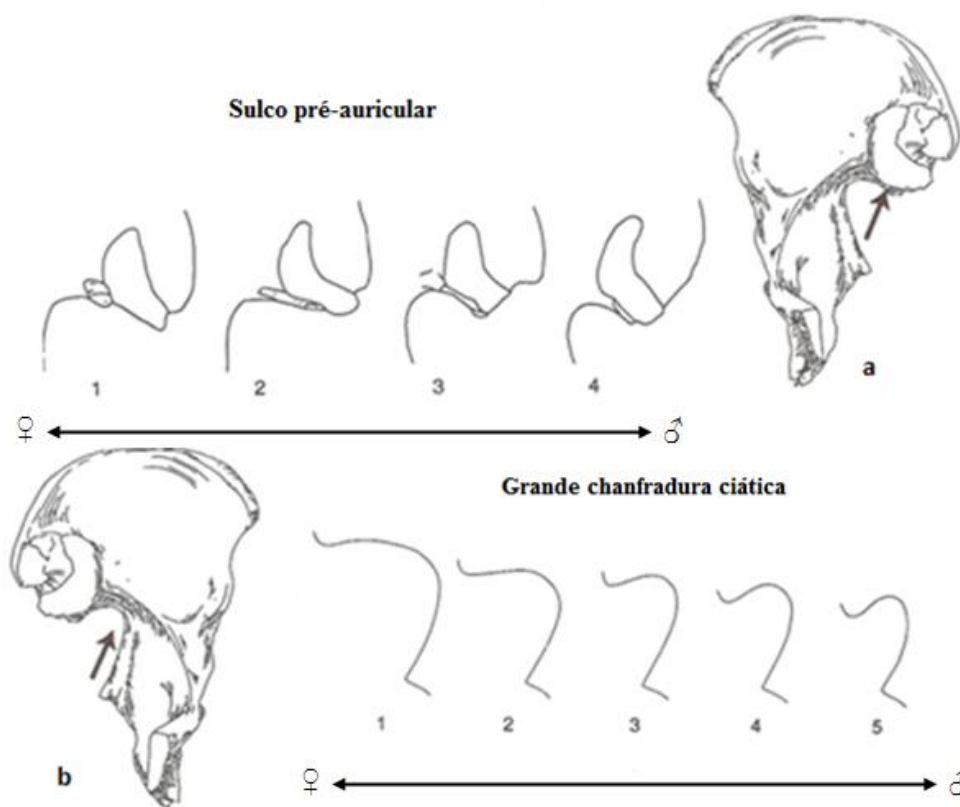 Sulco pré-auricular
1 2 3 4
a
♀ ♂
Grande chanfradura ciática
1 2 3 4 5
b
♀ ♂